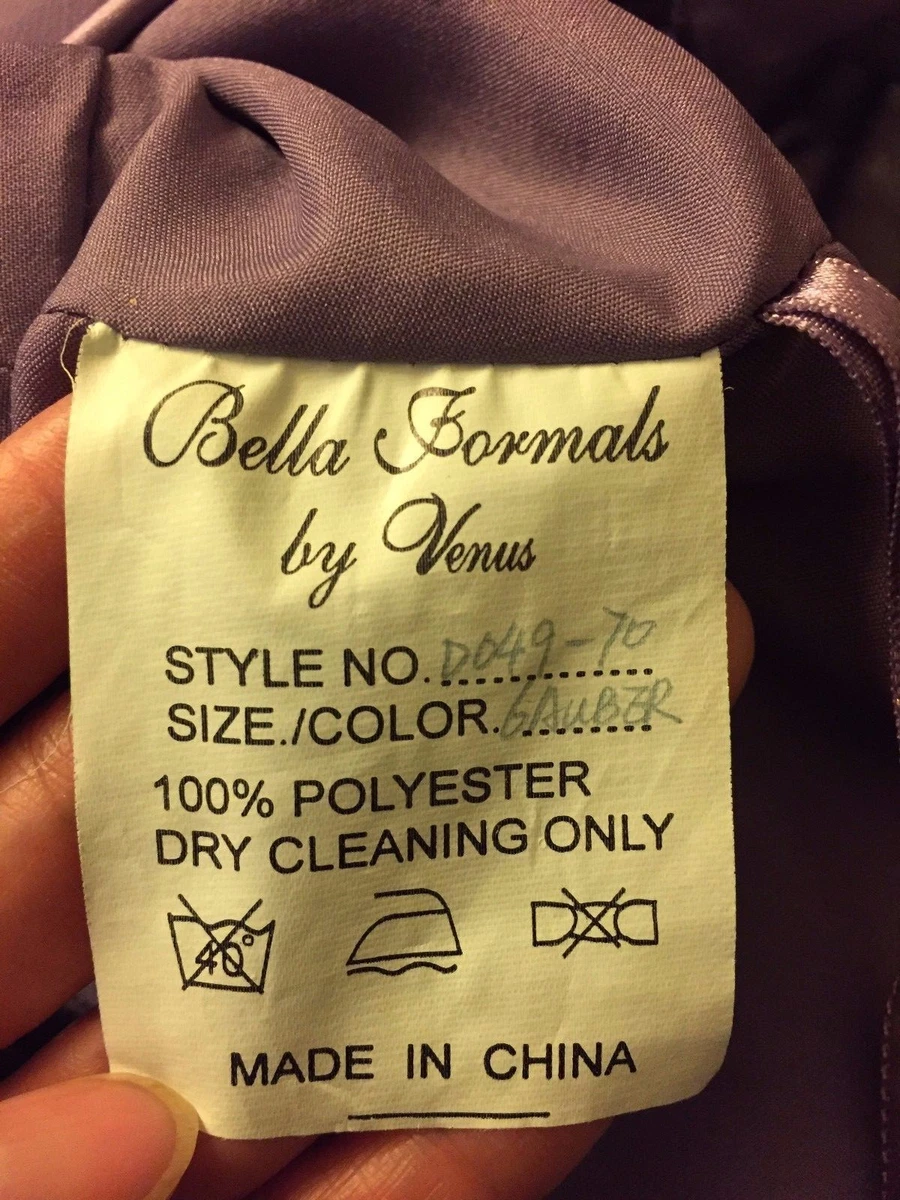 Bella Formals
by Venus
STYLE NO. D049-70
SIZE./COLOR.
100% POLYESTER
DRY CLEANING ONLY
40°
MADE IN CHINA